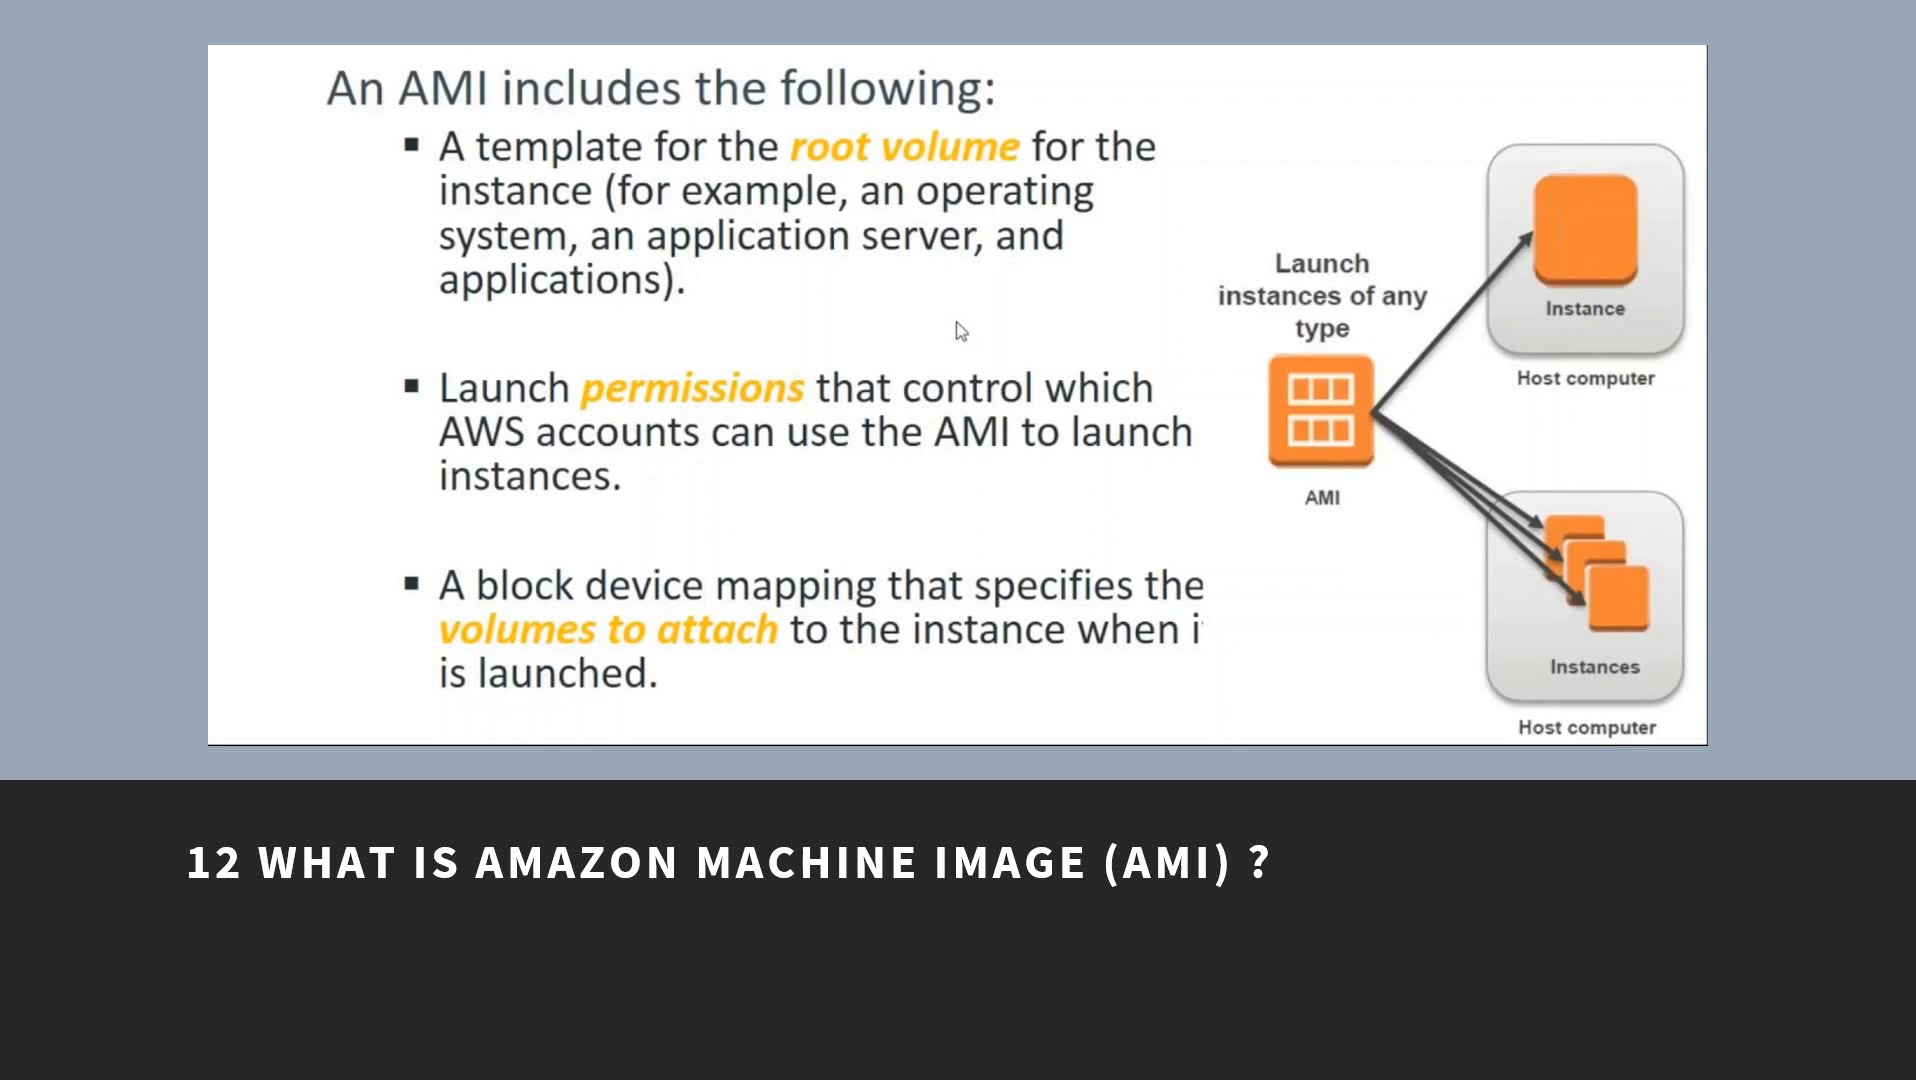 An AMI includes the following:
▪ A template for the root volume for the
instance (for example, an operating
system, an application server, and
applications).
▪ Launch permissions that control which
AWS accounts can use the AMI to launch
instances.
▪ A block device mapping that specifies the
volumes to attach to the instance when
is launched.
Launch
instances of any
type
AMI
Instance
Host computer
Instances
Host computer
12 WHAT IS AMAZON MACHINE IMAGE (AMI) ?